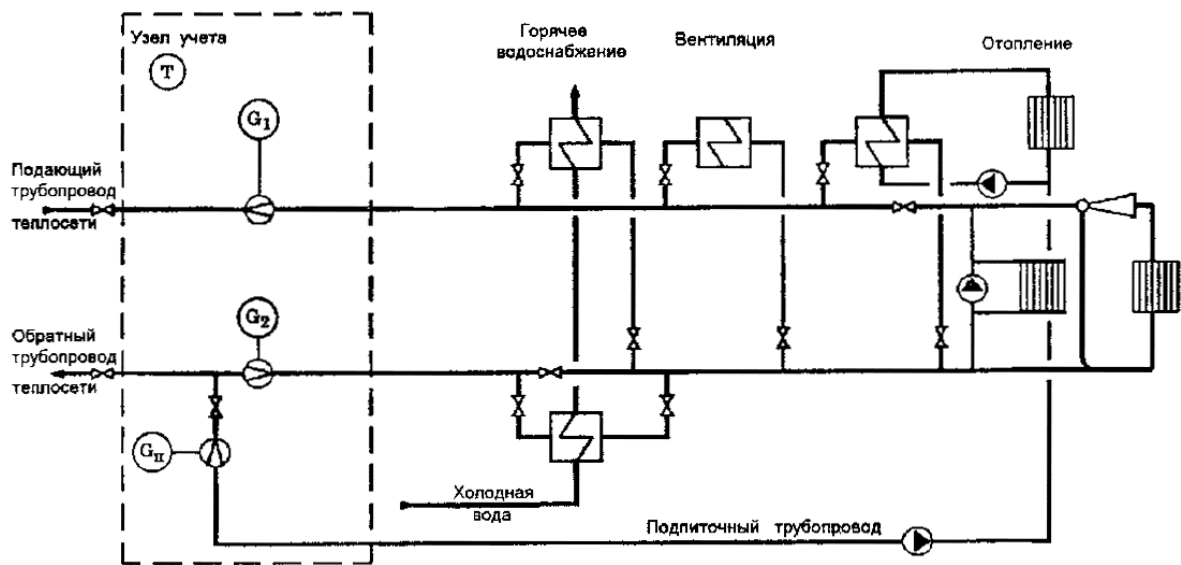 Узел учета
T
G1
Горячее
водоснабжение
Вентиляция
Отопление
Подающий
трубопровод
теплосети
G2
Обратный
трубопровод
теплосети
Gп
Холодная
вода
Подпиточный трубопровод